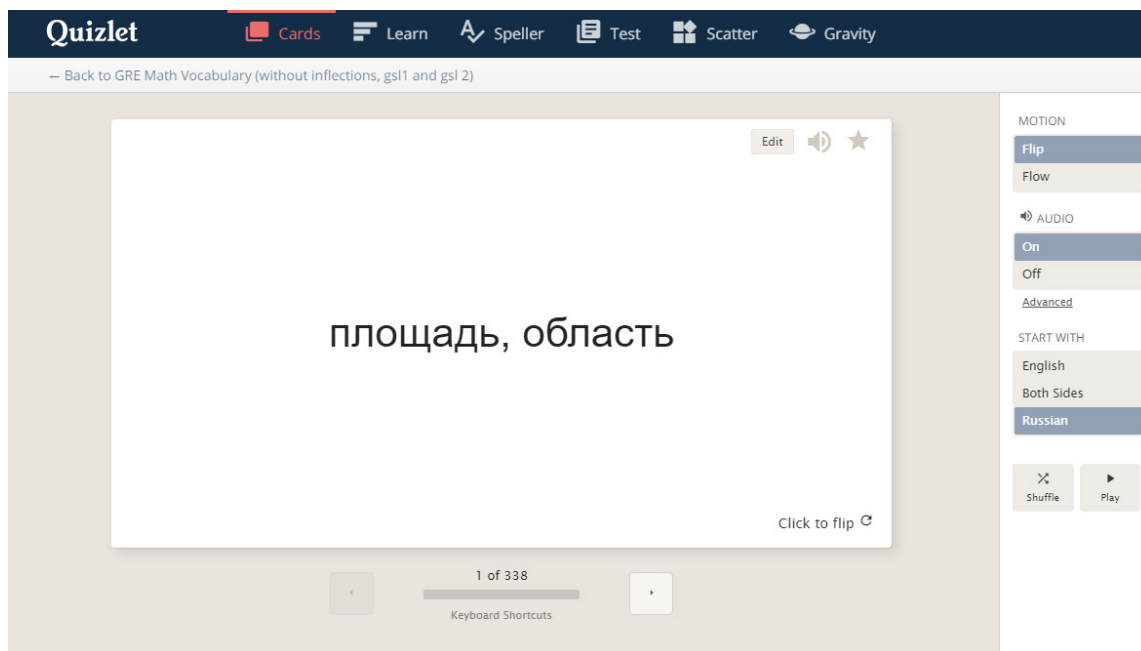 Quizlet
Cards
Learn
Speller
Test
Scatter
Gravity
← Back to GRE Math Vocabulary (without inflections, gsl1 and gsl 2)
Edit
площадь, область
Click to flip
1 of 338
Keyboard Shortcuts
MOTION
Flip
Flow
AUDIO
On
Off
Advanced
START WITH
English
Both Sides
Russian
Shuffle
Play